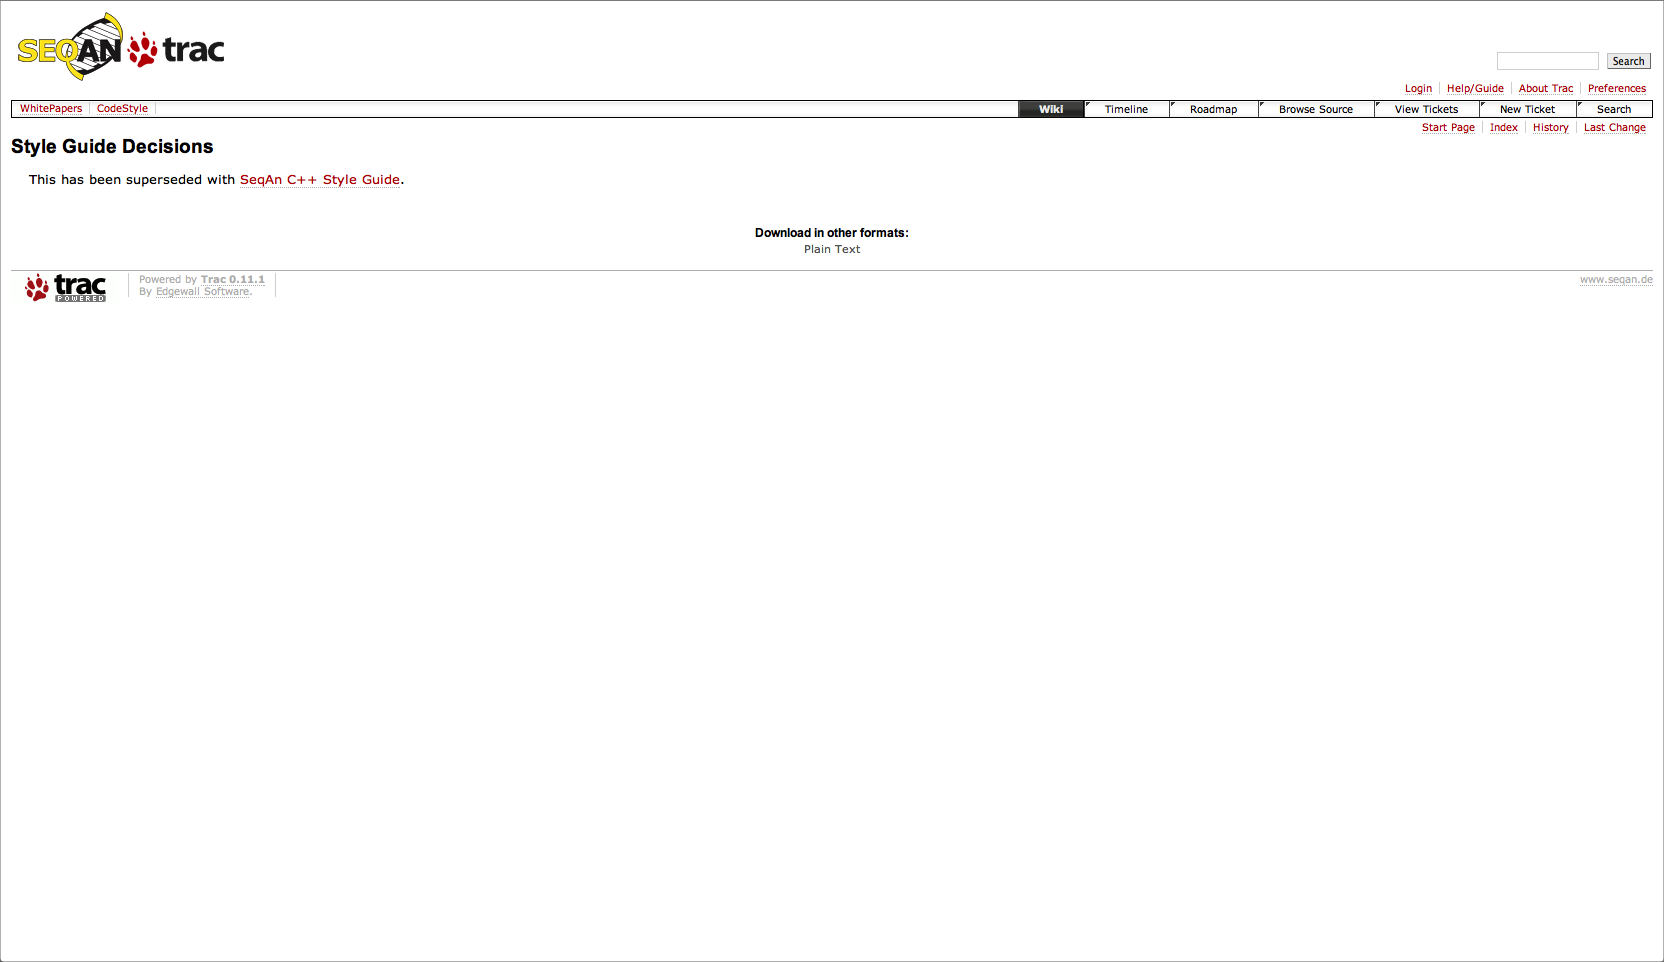 SEQAN trac
Search
Login Help/Guide About Trac Preferences
WhitePapers CodeStyle Wiki Timeline Roadmap Browse Source View Tickets New Ticket Search
Start Page Index History Last Change
Style Guide Decisions
This has been superseded with SeqAn C++ Style Guide.
Download in other formats:
Plain Text
trac POWERED
Powered by Trac 0.11.1
By Edgewall Software.
www.seqan.de